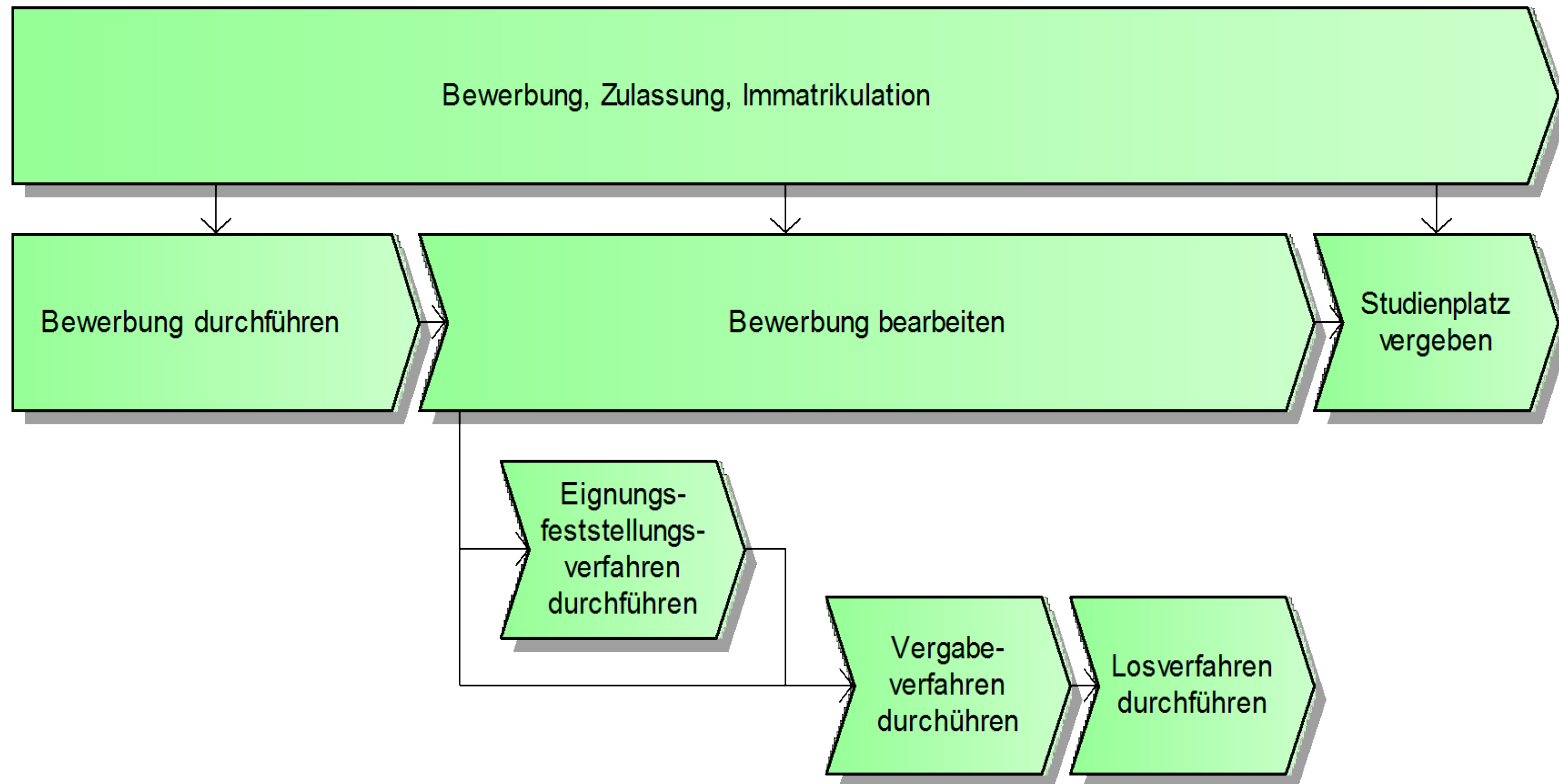 Bewerbung, Zulassung, Immatrikulation
Bewerbung durchführen
Bewerbung bearbeiten
Studienplatz
vergeben
Eignungs-
feststellungs-
verfahren
durchführen
Vergabe-
verfahren
durchühren
Losverfahren
durchführen